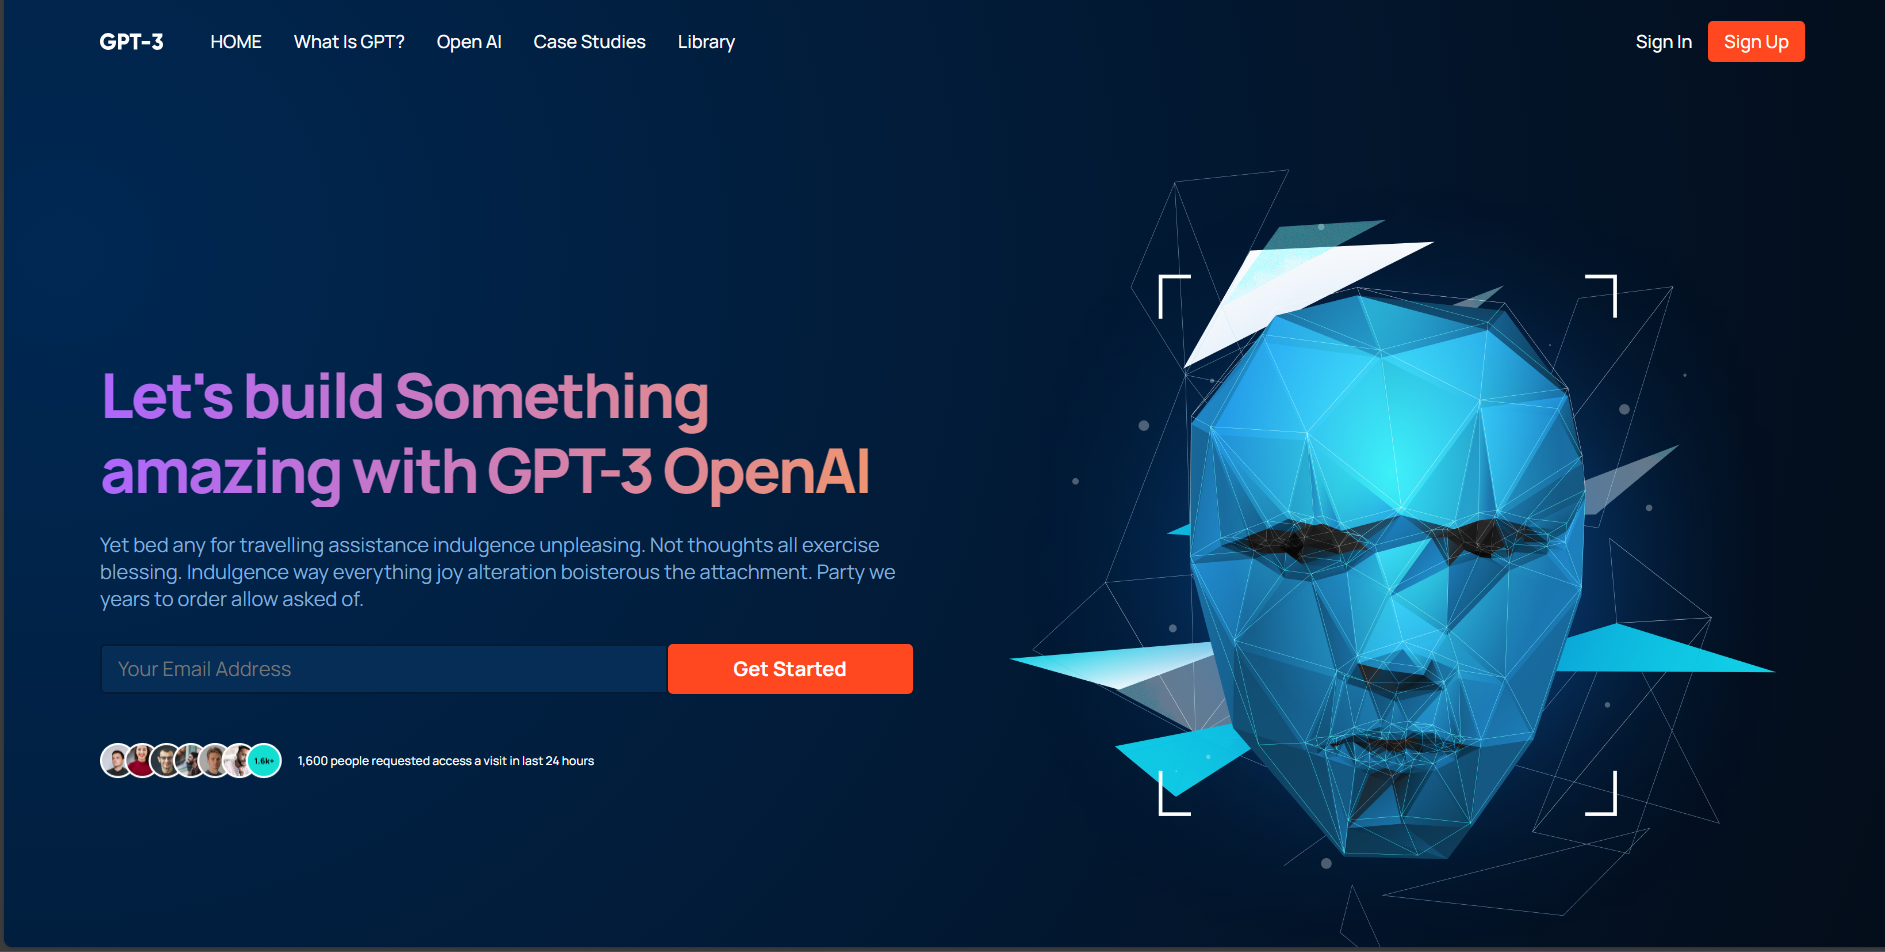 GPT-3 HOME What Is GPT? Open AI Case Studies Library Sign In Sign Up
Let's build Something
amazing with GPT-3 OpenAI
Yet bed any for travelling assistance indulgence unpleasing. Not thoughts all exercise
blessing. Indulgence way everything joy alteration boisterous the attachment. Party we
years to order allow asked of.
Your Email Address Get Started
1.6k+ 1,600 people requested access a visit in last 24 hours